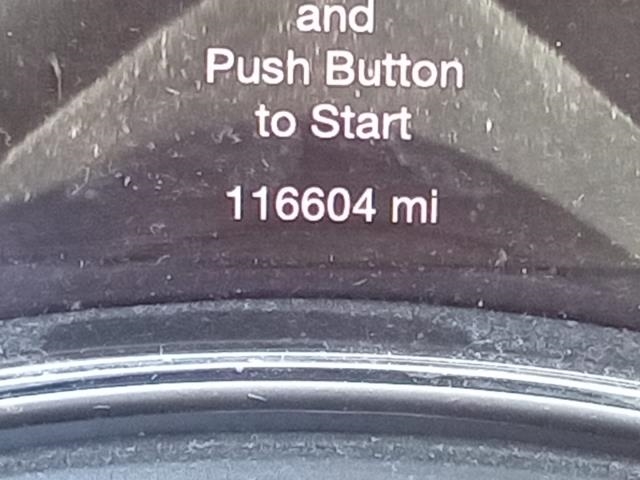 and
Push Button
to Start
116604 mi